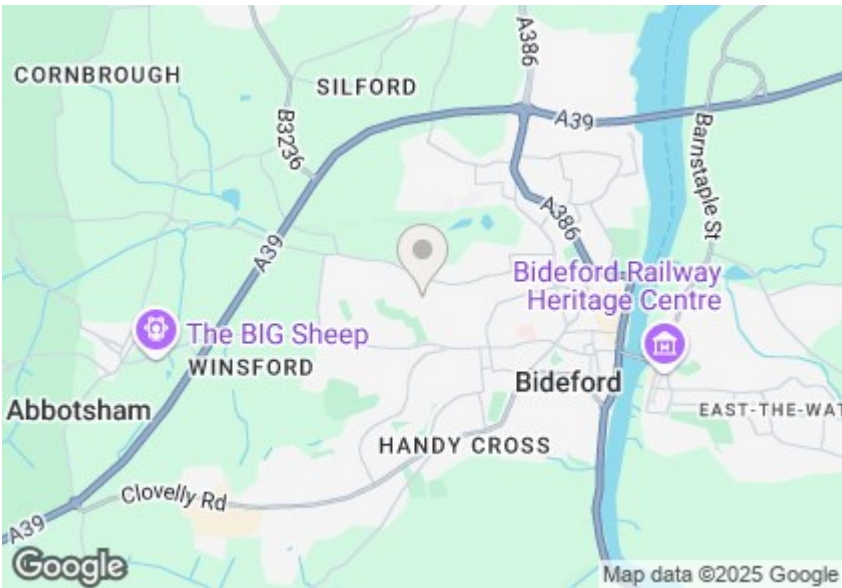 CORNBROUGH
SILFORD
B3236
A386
A39
Barnstaple St
A39
A386
Bideford Railway
Heritage Centre
The BIG Sheep
WINSFORD
Bideford
Abbotsham
EAST-THE-WAT
HANDY CROSS
Clovelly Rd
A39
Google
Map data ©2025 Google